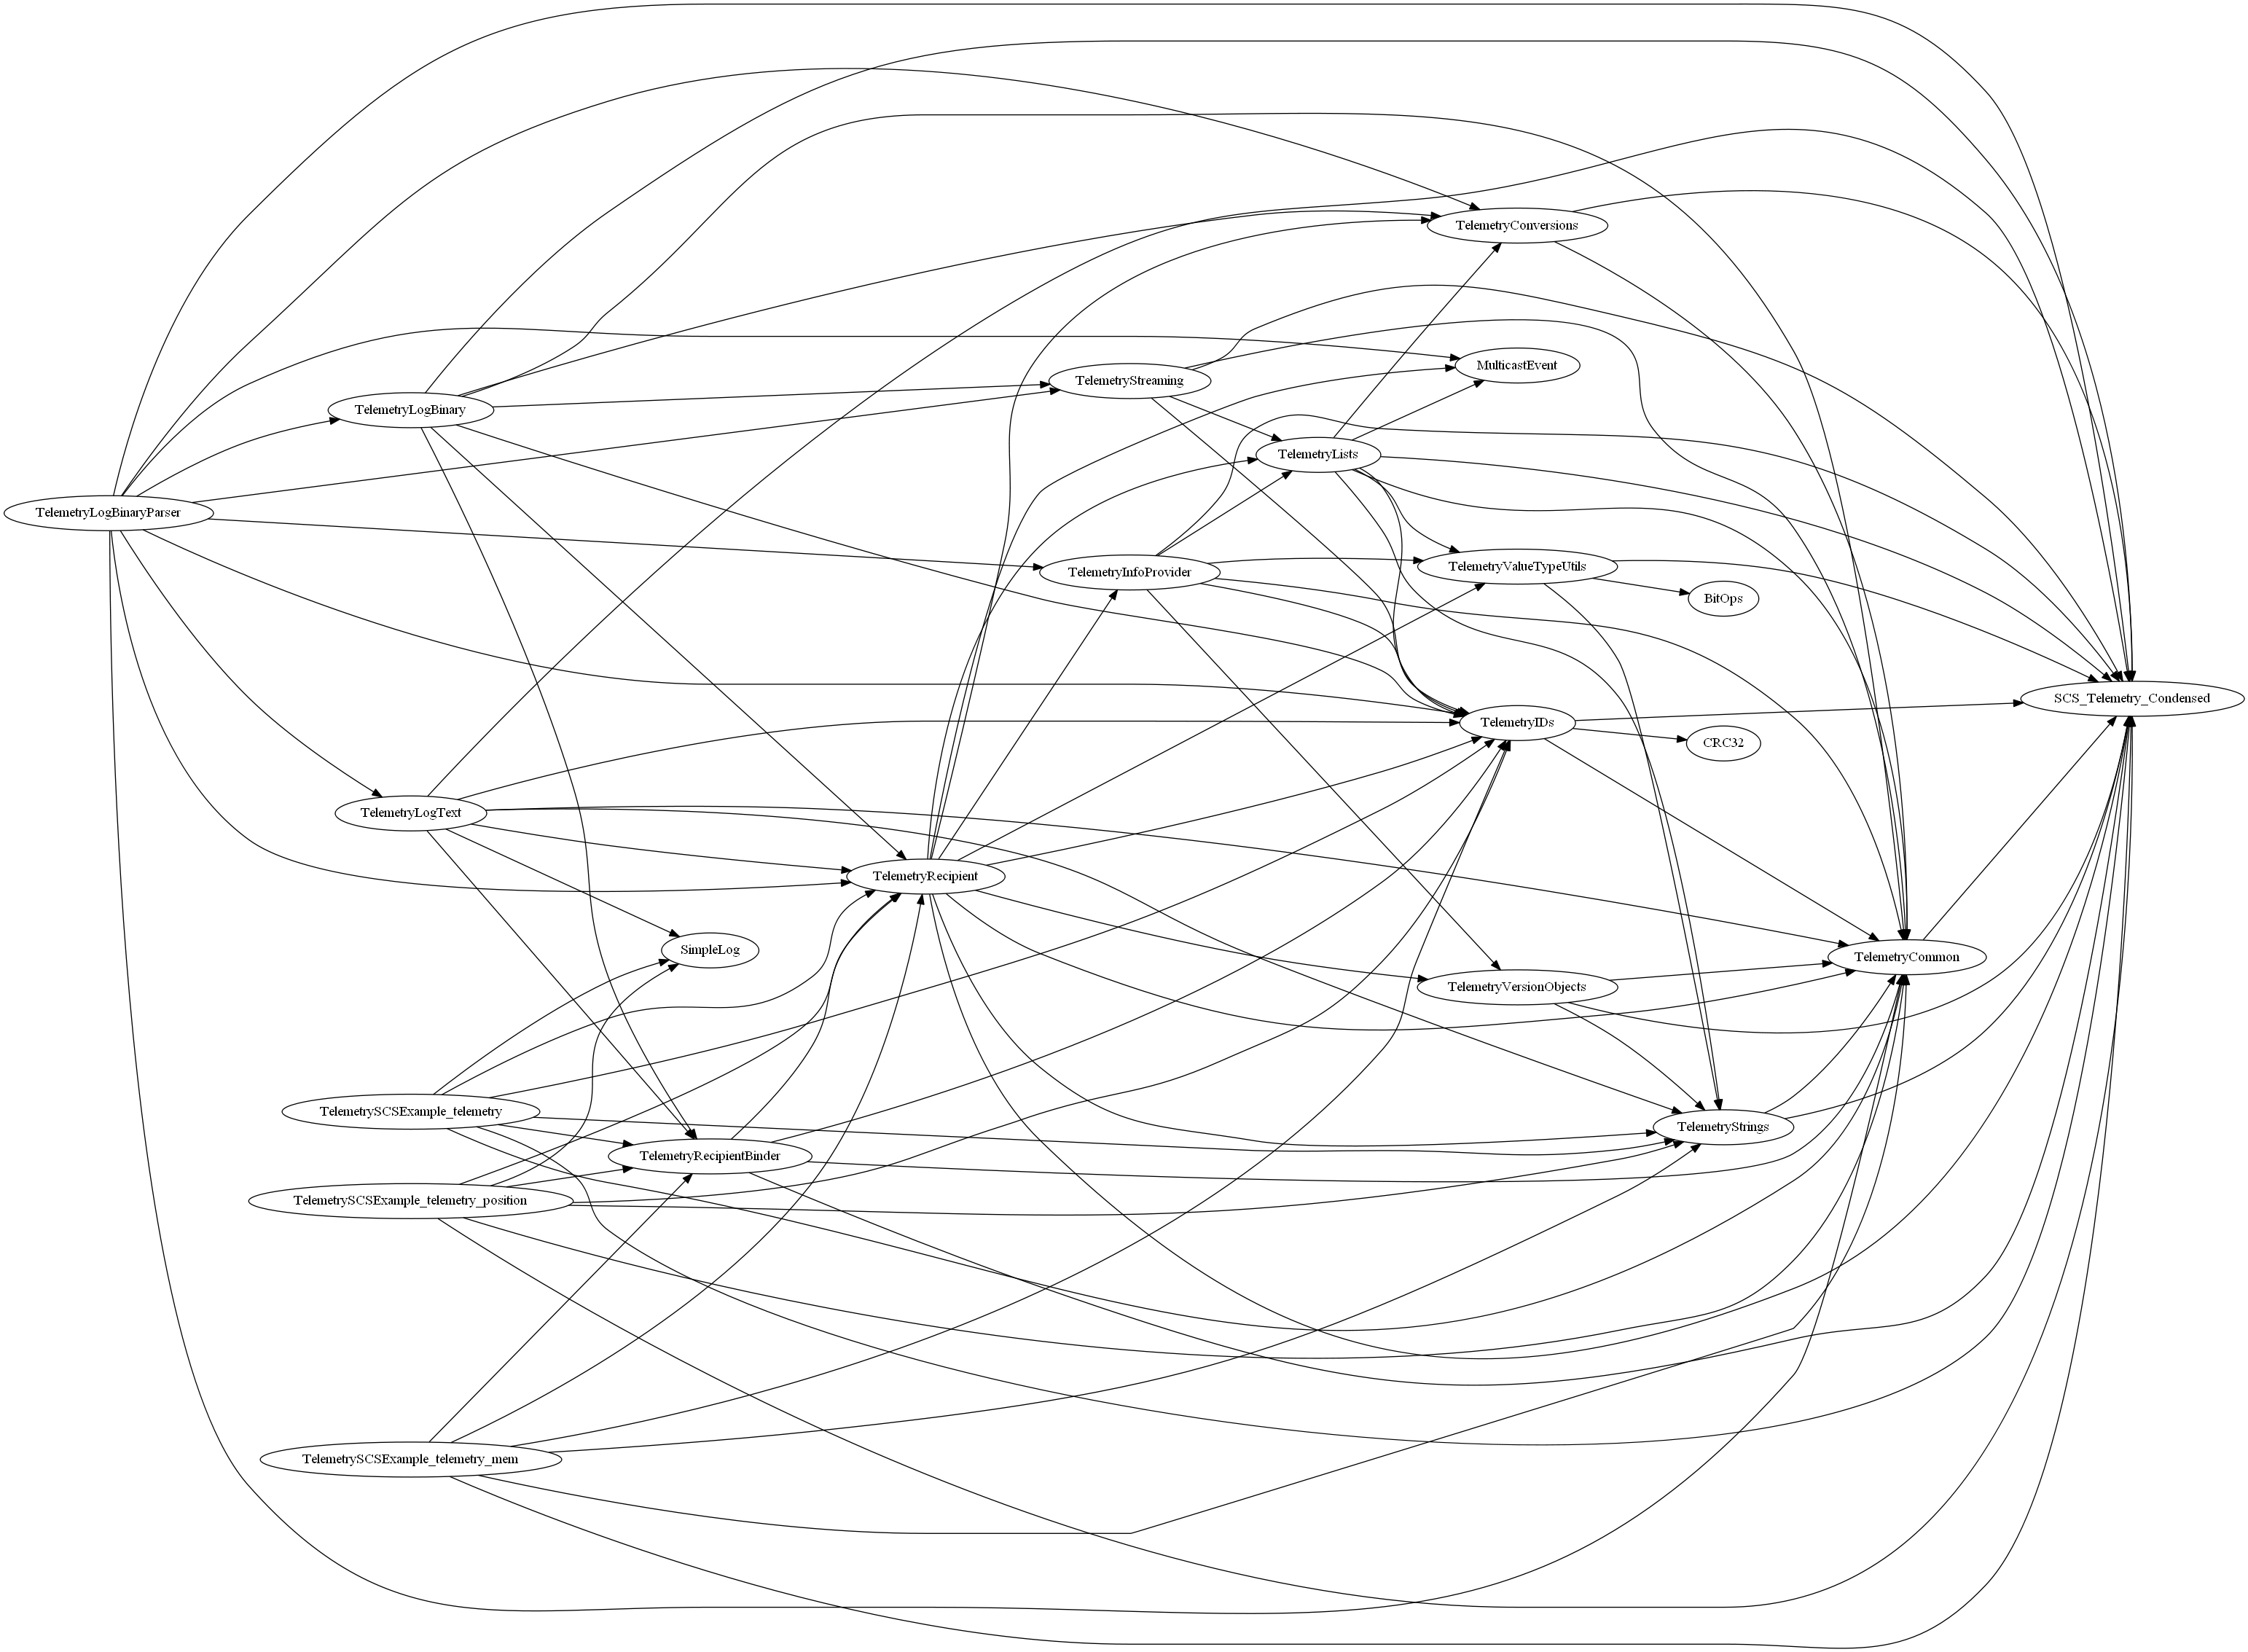 TelemetryConversions
MulticastEvent
TelemetryStreaming
TelemetryLogBinary
TelemetryLists
TelemetryLogBinaryParser
TelemetryInfoProvider
TelemetryValueTypeUtils
BitOps
SCS_Telemetry_Condensed
TelemetryIDs
CRC32
TelemetryLogText
TelemetryRecipient
SimpleLog
TelemetryCommon
TelemetryVersionObjects
TelemetrySCSExample_telemetry
TelemetryStrings
TelemetryRecipientBinder
TelemetrySCSExample_telemetry_position
TelemetrySCSExample_telemetry_mem